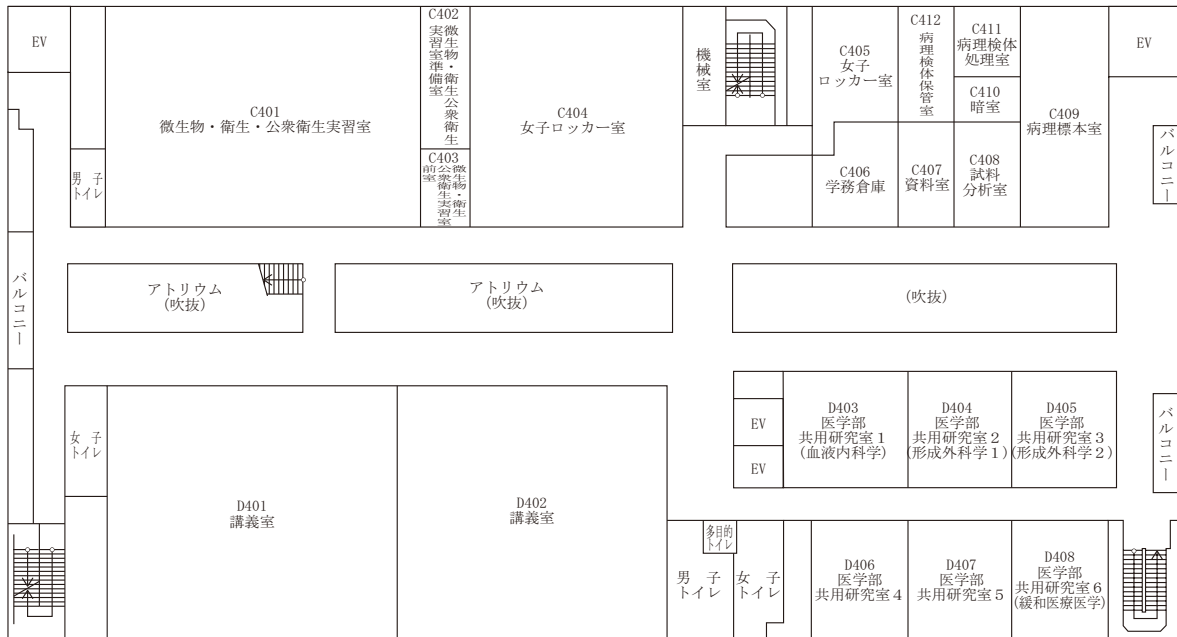 EV
C401
微生物・衛生・公衆衛生実習室
男　子
トイレ
C402
微生物・衛生公衆衛生
実習室準備室
C403
微生物・衛生
公衆衛生実習室
前室
C404
女子ロッカー室
機械室
C405
女子
ロッカー室
C412
病理検体保管室
C411
病理検体
処理室
C410
暗室
C409
病理標本室
EV
C406
学務倉庫
C407
資料室
C408
試料
分析室
バルコニー
バルコニー
アトリウム
(吹抜)
アトリウム
(吹抜)
(吹抜)
女　子
トイレ
D401
講義室
D402
講義室
EV
EV
D403
医学部
共用研究室１
(血液内科学)
D404
医学部
共用研究室２
(形成外科学１)
D405
医学部
共用研究室３
(形成外科学２)
バルコニー
多目的
トイレ
男　子
トイレ
女　子
トイレ
D406
医学部
共用研究室４
D407
医学部
共用研究室５
D408
医学部
共用研究室６
(緩和医療医学)